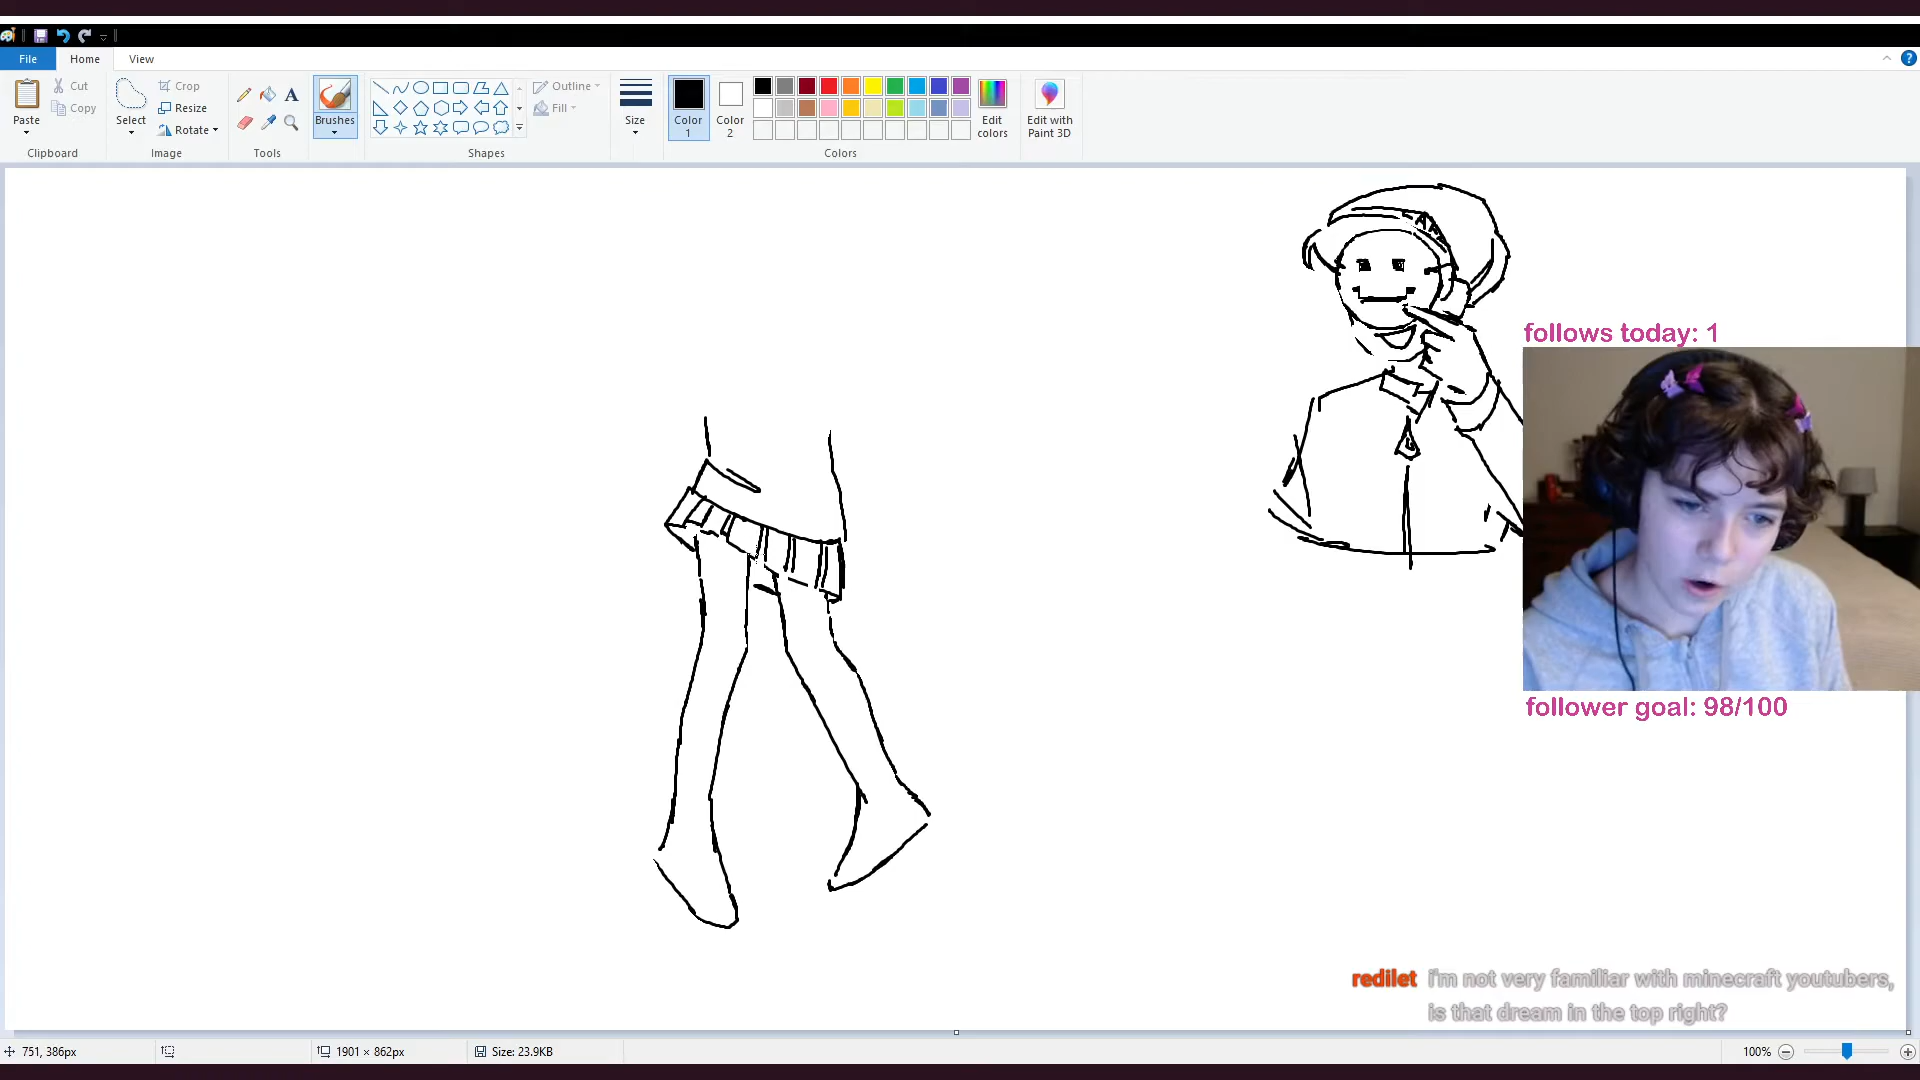 File Home View
Paste
Cut
Copy
Clipboard
Select
Crop
Resize
Rotate
Image
A
Tools
Brushes
Outline
Fill
Shapes
Size
Color 1
Color 2
Edit colors
Colors
Edit with Paint 3D
follows today: 1
follower goal: 98/100
redilet i'm not very familiar with minecraft youtubers,
is that dream in the top right?
751, 386px
1901 × 862px
Size: 23.9KB
100%